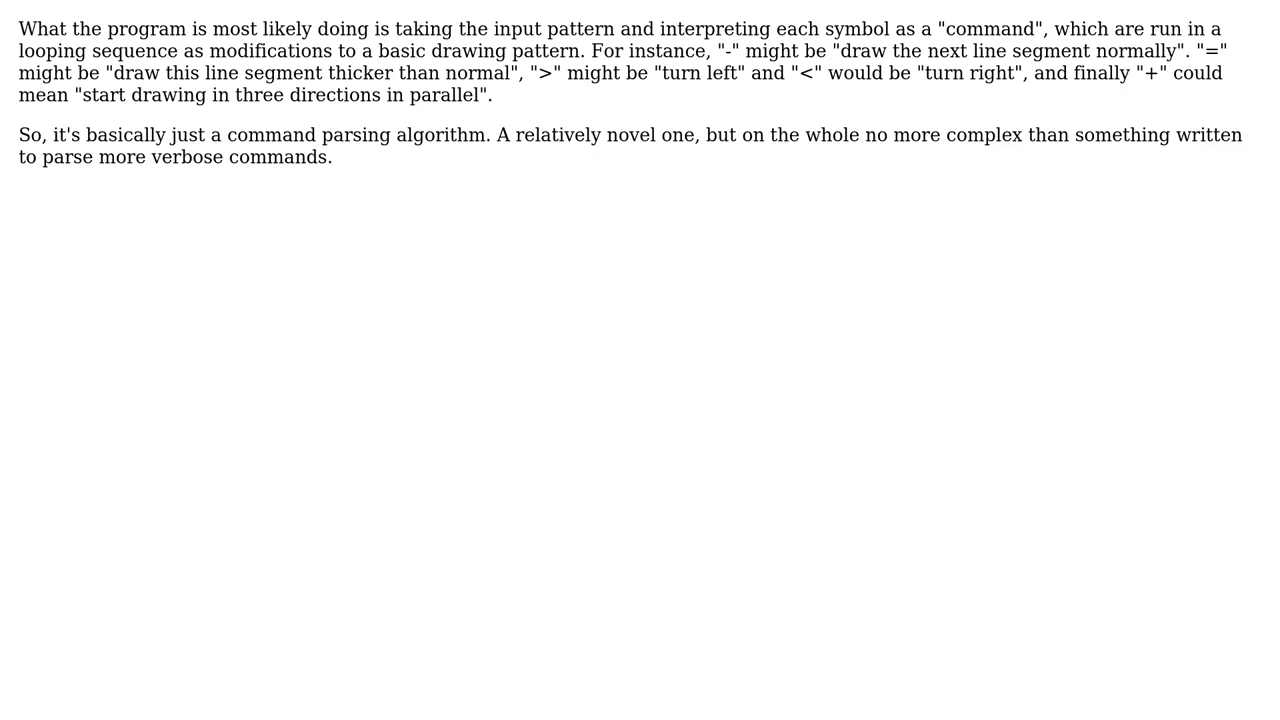 What the program is most likely doing is taking the input pattern and interpreting each symbol as a "command", which are run in a
looping sequence as modifications to a basic drawing pattern. For instance, "-" might be "draw the next line segment normally". "="
might be "draw this line segment thicker than normal", ">" might be "turn left" and "<" would be "turn right", and finally "+" could
mean "start drawing in three directions in parallel".
So, it's basically just a command parsing algorithm. A relatively novel one, but on the whole no more complex than something written
to parse more verbose commands.